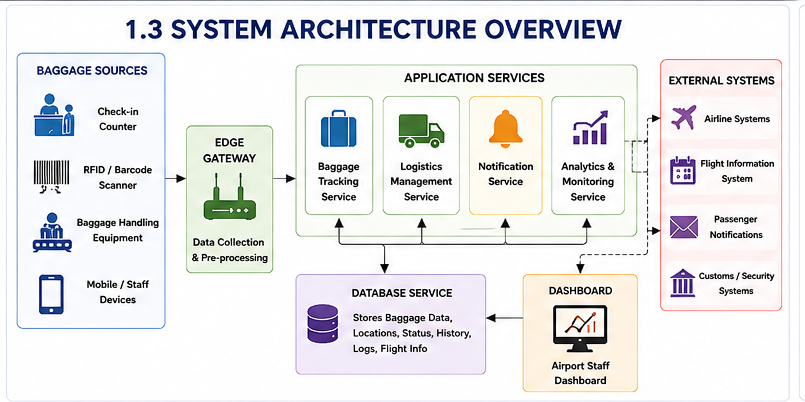 1.3 SYSTEM ARCHITECTURE OVERVIEW
BAGGAGE SOURCES
Check-in
Counter
RFID / Barcode
Scanner
Baggage Handling
Equipment
Mobile / Staff
Devices
EDGE
GATEWAY
Data Collection
& Pre-processing
APPLICATION SERVICES
Baggage
Tracking
Service
Logistics
Management
Service
Notification
Service
Analytics &
Monitoring
Service
DATABASE SERVICE
Stores Baggage Data,
Locations, Status, History,
Logs, Flight Info
DASHBOARD
Airport Staff
Dashboard
EXTERNAL SYSTEMS
Airline Systems
Flight Information
System
Passenger
Notifications
Customs / Security
Systems